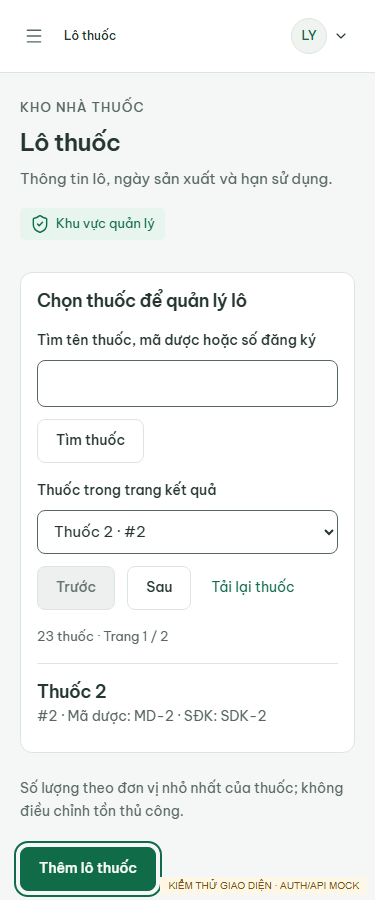 Lô thuốc
LY
KHO NHÀ THUỐC
Lô thuốc
Thông tin lô, ngày sản xuất và hạn sử dụng.
Khu vực quản lý
Chọn thuốc để quản lý lô
Tìm tên thuốc, mã dược hoặc số đăng ký
Tìm thuốc
Thuốc trong trang kết quả
Thuốc 2 · #2
Trước
Sau
Tải lại thuốc
23 thuốc · Trang 1 / 2
Thuốc 2
#2 · Mã dược: MD-2 · SĐK: SDK-2
Số lượng theo đơn vị nhỏ nhất của thuốc; không
điều chỉnh tồn thủ công.
Thêm lô thuốc
KIỂM THỬ GIAO DIỆN · AUTH/API MOCK